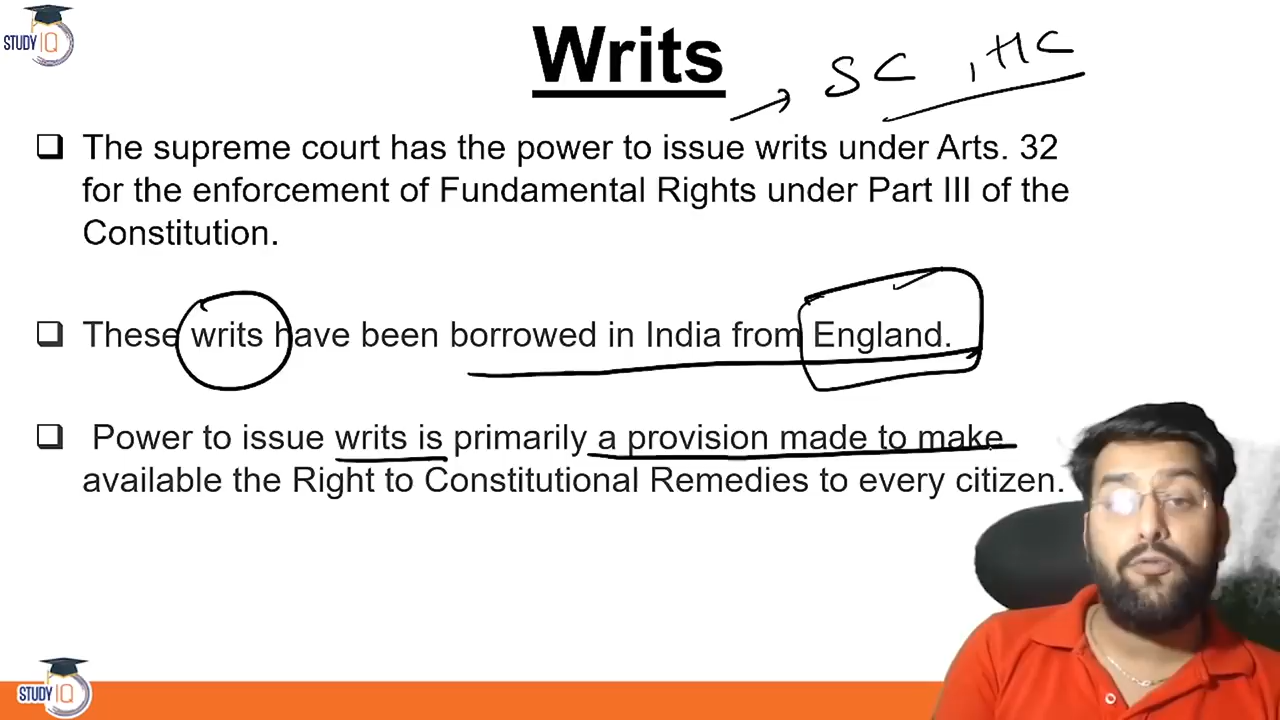 STUDY IQ
Writs
SC , HC
❑ The supreme court has the power to issue writs under Arts. 32
for the enforcement of Fundamental Rights under Part III of the
Constitution.
❑ These writs have been borrowed in India from England.
❑ Power to issue writs is primarily a provision made to make
available the Right to Constitutional Remedies to every citizen.
STUDY IQ